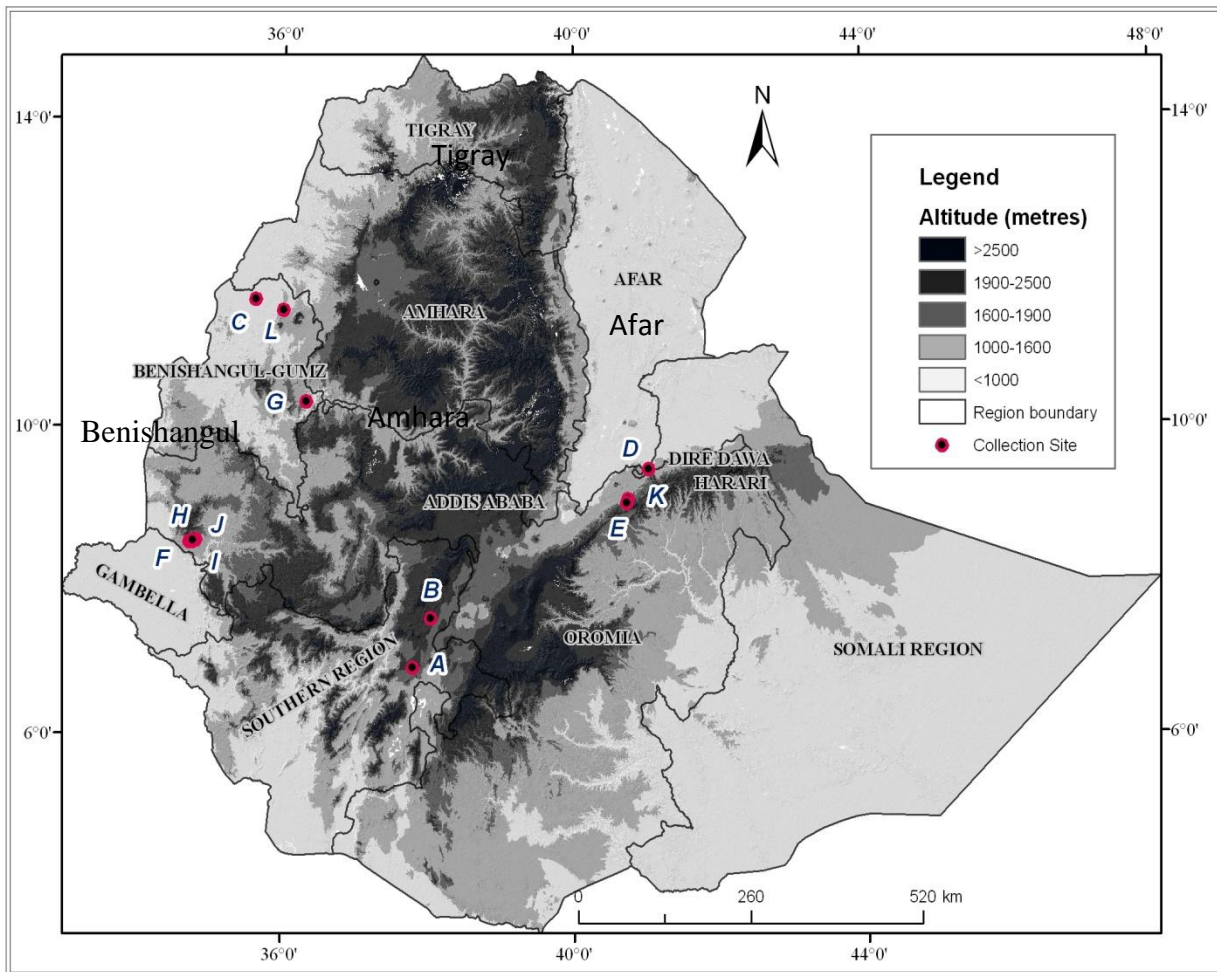 36°0'
40°0'
44°0'
48°0'
14°0'
14°0'
N
TIGRAY
Tigray
Legend
Altitude (metres)
>2500
1900-2500
1600-1900
1000-1600
<1000
Region boundary
Collection Site
AFAR
Afar
C
L
AMHARA
BENISHANGUL-GUMZ
G
10°0'
Benishangul
Amhara
10°0'
D
DIRE DAWA
HARARI
K
E
ADDIS ABABA
H
J
F
I
GAMBELLA
B
A
OROMIA
SOMALI REGION
SOUTHERN REGION
6°0'
6°0'
0
260
520 km
36°0'
40°0'
44°0'